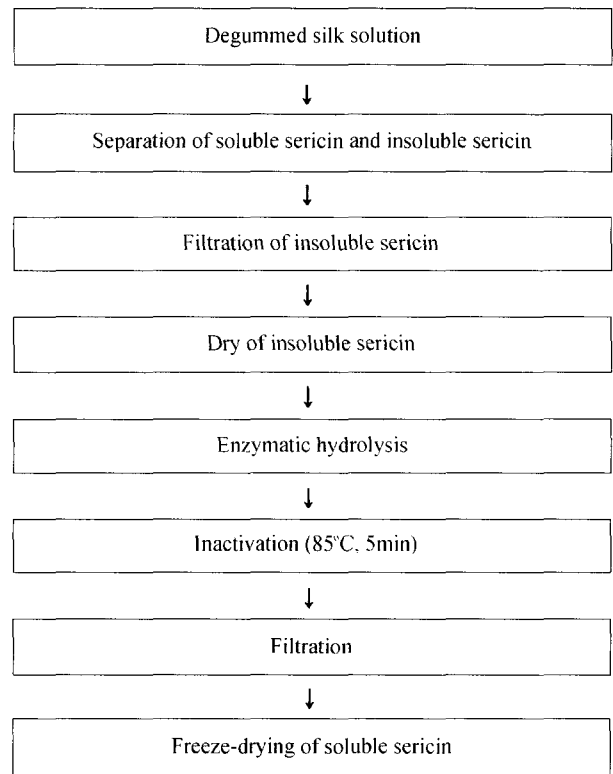 Degummed silk solution
↓
Separation of soluble sericin and insoluble sericin
↓
Filtration of insoluble sericin
↓
Dry of insoluble sericin
↓
Enzymatic hydrolysis
↓
Inactivation (85°C, 5min)
↓
Filtration
↓
Freeze-drying of soluble sericin